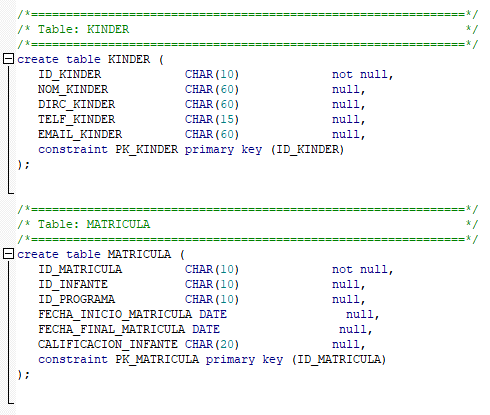 /*==============================================================*/
/* Table: KINDER                                                */
/*==============================================================*/
create table KINDER (
   ID_KINDER            CHAR(10)             not null,
   NOM_KINDER           CHAR(60)             null,
   DIRC_KINDER          CHAR(60)             null,
   TELF_KINDER          CHAR(15)             null,
   EMAIL_KINDER         CHAR(60)             null,
   constraint PK_KINDER primary key (ID_KINDER)
);
/*==============================================================*/
/* Table: MATRICULA                                             */
/*==============================================================*/
create table MATRICULA (
   ID_MATRICULA         CHAR(10)             not null,
   ID_INFANTE           CHAR(10)             null,
   ID_PROGRAMA          CHAR(10)             null,
   FECHA_INICIO_MATRICULA DATE                 null,
   FECHA_FINAL_MATRICULA DATE                 null,
   CALIFICACION_INFANTE CHAR(20)             null,
   constraint PK_MATRICULA primary key (ID_MATRICULA)
);